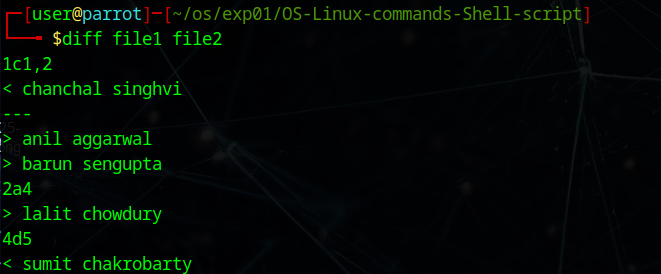 ┌─[user@parrot]─[~/os/exp01/OS-Linux-commands-Shell-script]
└──╼ $diff file1 file2
1c1,2
< chanchal singhvi
---
> anil aggarwal
> barun sengupta
2a4
> lalit chowdury
4d5
< sumit chakrobarty